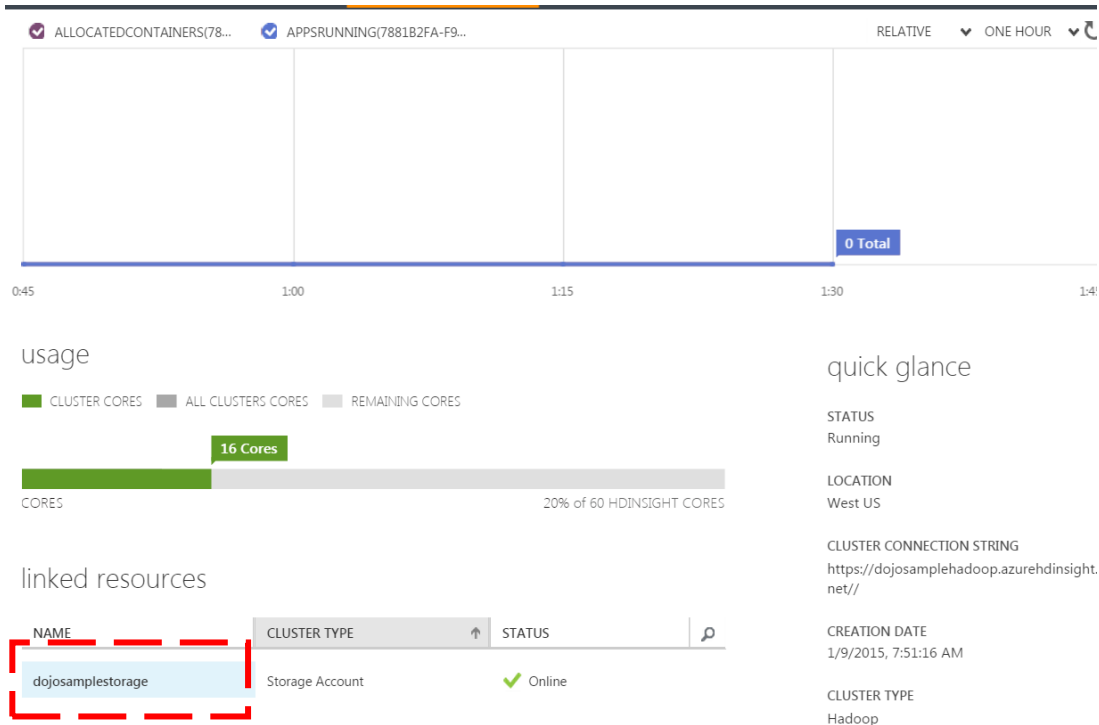 ALLOCATEDCONTAINERS(78... APPSRUNNING(7881B2FA-F9... RELATIVE ONE HOUR
0 Total
0:45 1:00 1:15 1:30 1:45
usage
CLUSTER CORES ALL CLUSTERS CORES REMAINING CORES
16 Cores
CORES 20% of 60 HDINSIGHT CORES
linked resources
NAME CLUSTER TYPE STATUS
dojosamplestorage Storage Account Online
quick glance
STATUS
Running
LOCATION
West US
CLUSTER CONNECTION STRING
https://dojosamplehadoop.azurehdinsight.
net//
CREATION DATE
1/9/2015, 7:51:16 AM
CLUSTER TYPE
Hadoop